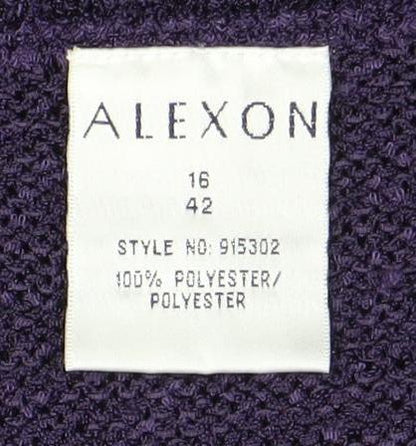 ALEXON
16
42
STYLE NO: 915302
100% POLYESTER/
POLYESTER